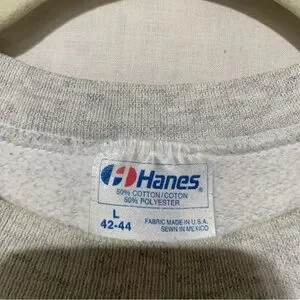 Hanes®
50% COTTON/COTON
50% POLYESTER
L
42-44
FABRIC MADE IN U.S.A.
SEWN IN MEXICO